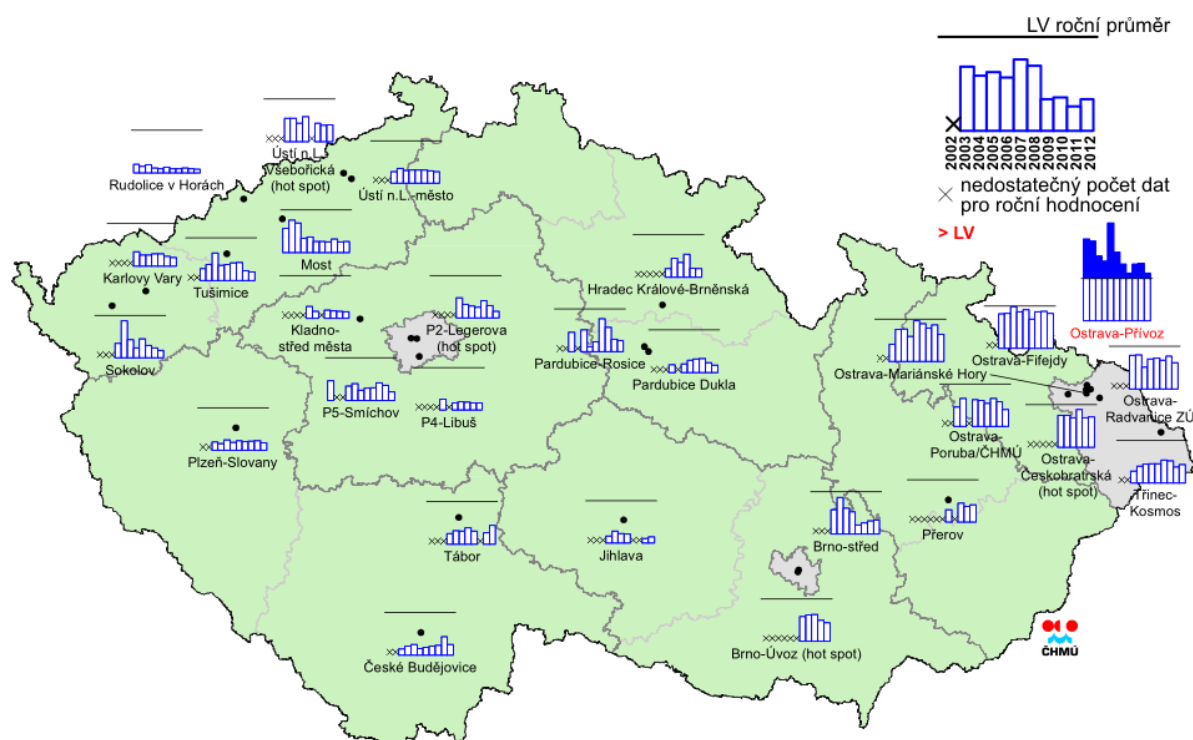 LV roční průměr
2002
2003
2004
2005
2006
2007
2008
2009
2010
2011
2012
nedostatečný počet dat
pro roční hodnocení
> LV
Ústí n.L.-
Všebořická
(hot spot)
Rudolice v Horách
Ústí n.L.-město
Karlovy Vary
Tušimice
Most
Hradec Králové-Brněnská
Ostrava-Přívoz
Sokolov
Kladno-
střed města
P2-Legerova
(hot spot)
Pardubice-Rosice
Pardubice Dukla
Ostrava-Mariánské Hory
Ostrava-Fifejdy
Ostrava-
Radvanice ZÚ
P5-Smíchov
P4-Libuš
Plzeň-Slovany
Ostrava-
Poruba/ČHMÚ
Ostrava-
Českobratrská
(hot spot)
Třinec-
Kosmos
Tábor
Jihlava
Brno-střed
Přerov
České Budějovice
Brno-Úvoz (hot spot)
ČHMÚ